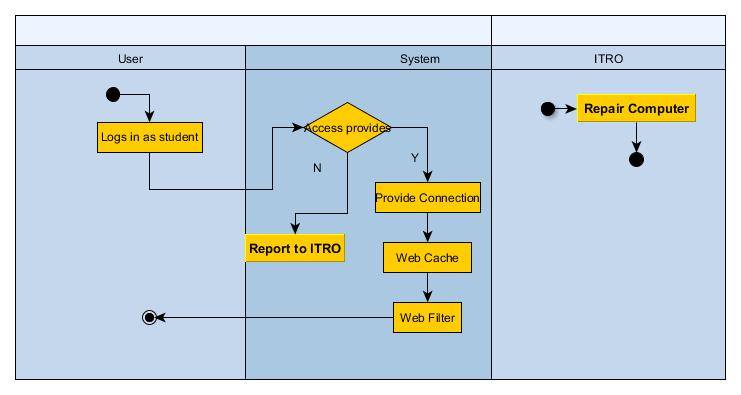 User
System
ITRO
Logs in as student
Access provides
Repair Computer
N
Y
Provide Connection
Report to ITRO
Web Cache
Web Filter